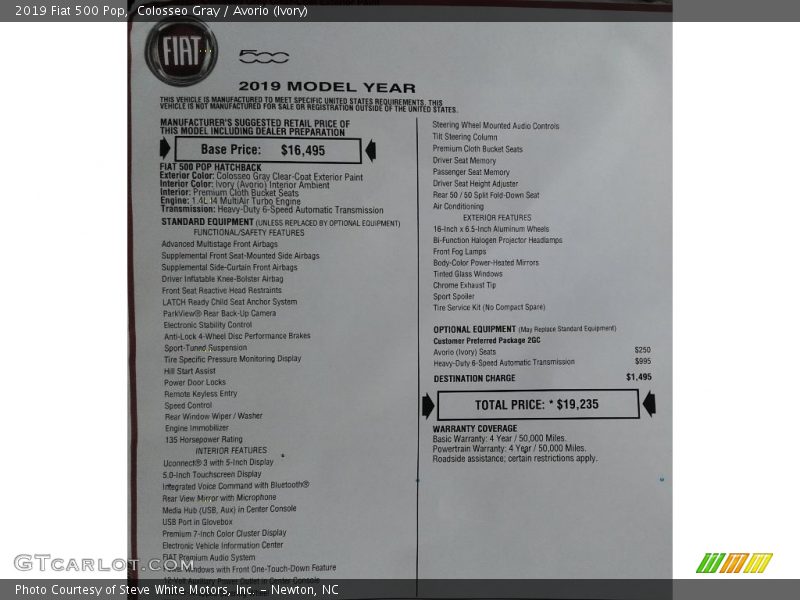 2019 Fiat 500 Pop, Colosseo Gray / Avorio (Ivory)
FIAT
500
2019 MODEL YEAR
THIS VEHICLE IS MANUFACTURED TO MEET SPECIFIC UNITED STATES REQUIREMENTS. THIS
VEHICLE IS NOT MANUFACTURED FOR SALE OR REGISTRATION OUTSIDE OF THE UNITED STATES.
MANUFACTURER'S SUGGESTED RETAIL PRICE OF
THIS MODEL INCLUDING DEALER PREPARATION
Base Price: $16,495
FIAT 500 POP HATCHBACK
Exterior Color: Colosseo Gray Clear-Coat Exterior Paint
Interior Color: Ivory (Avorio) Interior Ambient
Interior: Premium Cloth Bucket Seats
Engine: 1.4L I4 MultiAir Turbo Engine
Transmission: Heavy-Duty 6-Speed Automatic Transmission
STANDARD EQUIPMENT (UNLESS REPLACED BY OPTIONAL EQUIPMENT)
FUNCTIONAL/SAFETY FEATURES
Advanced Multistage Front Airbags
Supplemental Front Seat-Mounted Side Airbags
Supplemental Side-Curtain Front Airbags
Driver Inflatable Knee-Bolster Airbag
Front Seat Reactive Head Restraints
LATCH Ready Child Seat Anchor System
ParkView® Rear Back-Up Camera
Electronic Stability Control
Anti-Lock 4-Wheel Disc Performance Brakes
Sport-Tuned Suspension
Tire Specific Pressure Monitoring Display
Hill Start Assist
Power Door Locks
Remote Keyless Entry
Speed Control
Rear Window Wiper / Washer
Engine Immobilizer
135 Horsepower Rating
INTERIOR FEATURES
Uconnect® 3 with 5-Inch Display
5.0-Inch Touchscreen Display
Integrated Voice Command with Bluetooth®
Rear View Mirror with Microphone
Media Hub (USB, Aux) in Center Console
USB Port in Glovebox
Premium 7-Inch Color Cluster Display
Electronic Vehicle Information Center
FIAT Premium Audio System
Power Windows with Front One-Touch-Down Feature
12-Volt Auxiliary Power Outlet in Center Console
Steering Wheel Mounted Audio Controls
Tilt Steering Column
Premium Cloth Bucket Seats
Driver Seat Memory
Passenger Seat Memory
Driver Seat Height Adjuster
Rear 50 / 50 Split Fold-Down Seat
Air Conditioning
EXTERIOR FEATURES
16-Inch x 6.5-Inch Aluminum Wheels
Bi-Function Halogen Projector Headlamps
Front Fog Lamps
Body-Color Power-Heated Mirrors
Tinted Glass Windows
Chrome Exhaust Tip
Sport Spoiler
Tire Service Kit (No Compact Spare)
OPTIONAL EQUIPMENT (May Replace Standard Equipment)
Customer Preferred Package 2GC
Avorio (Ivory) Seats $250
Heavy-Duty 6-Speed Automatic Transmission $995
DESTINATION CHARGE $1,495
TOTAL PRICE: * $19,235
WARRANTY COVERAGE
Basic Warranty: 4 Year / 50,000 Miles.
Powertrain Warranty: 4 Year / 50,000 Miles.
Roadside assistance; certain restrictions apply.
GTCarLot.com
Photo Courtesy of Steve White Motors, Inc. – Newton, NC